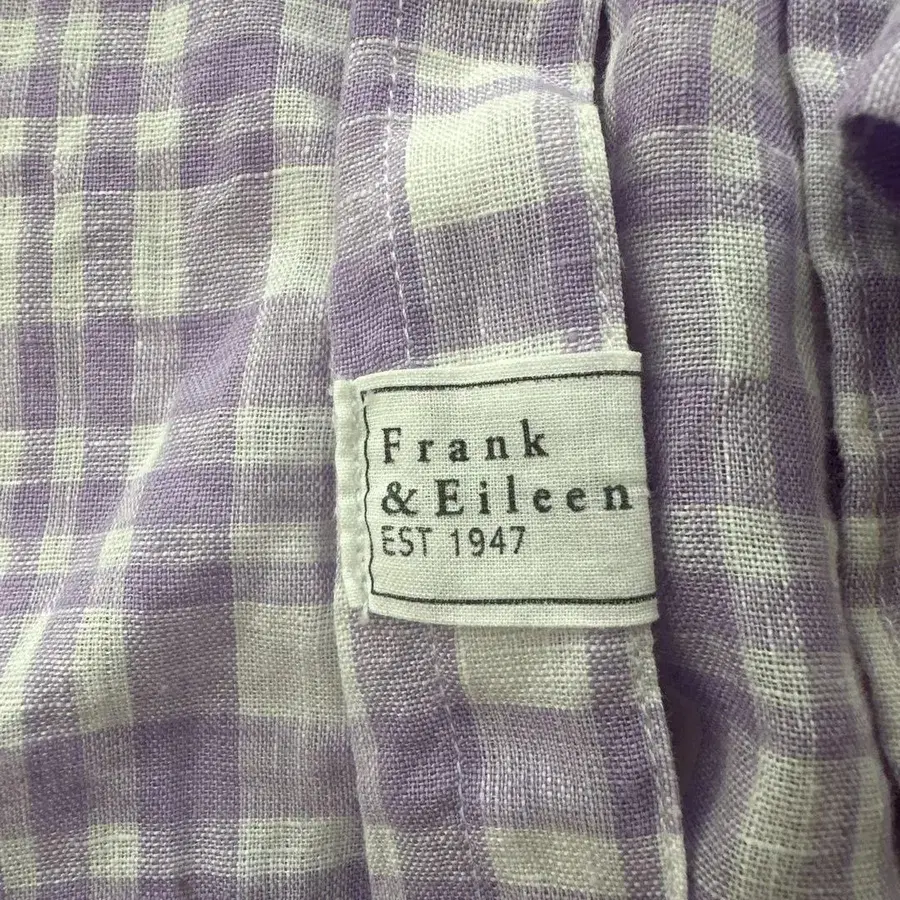 Frank
& Eileen
EST 1947